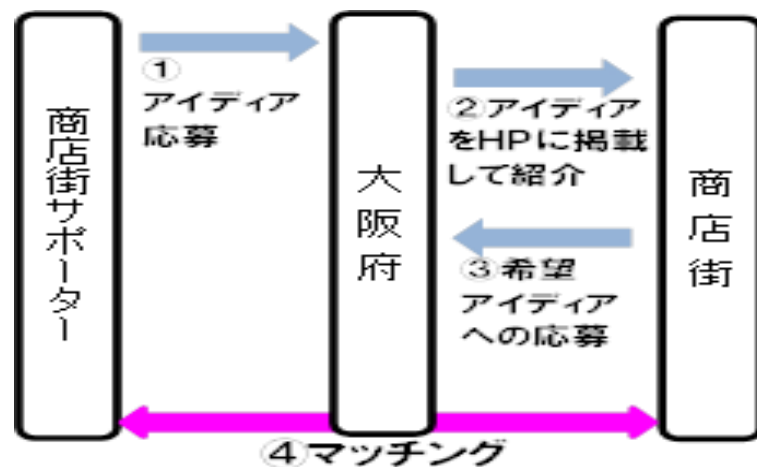 商店街サポーター
①
アイディア
応募
大阪府
②アイディア
をHPに掲載
して紹介
③希望
アイディア
への応募
商店街
④マッチング